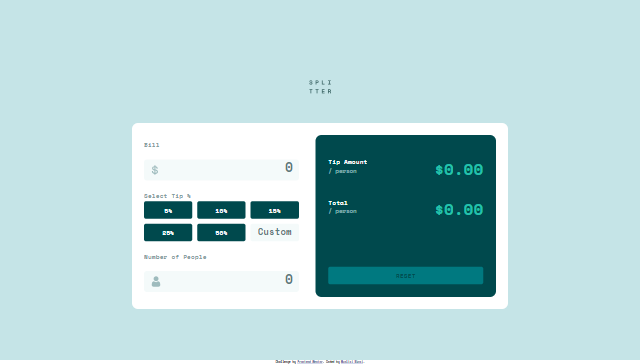 SPLI
TTER
Bill
$ 0
Select Tip %
5% 10% 15%
25% 50% Custom
Number of People
0
Tip Amount
/ person
$0.00
Total
/ person
$0.00
RESET
Challenge by Frontend Mentor. Coded by